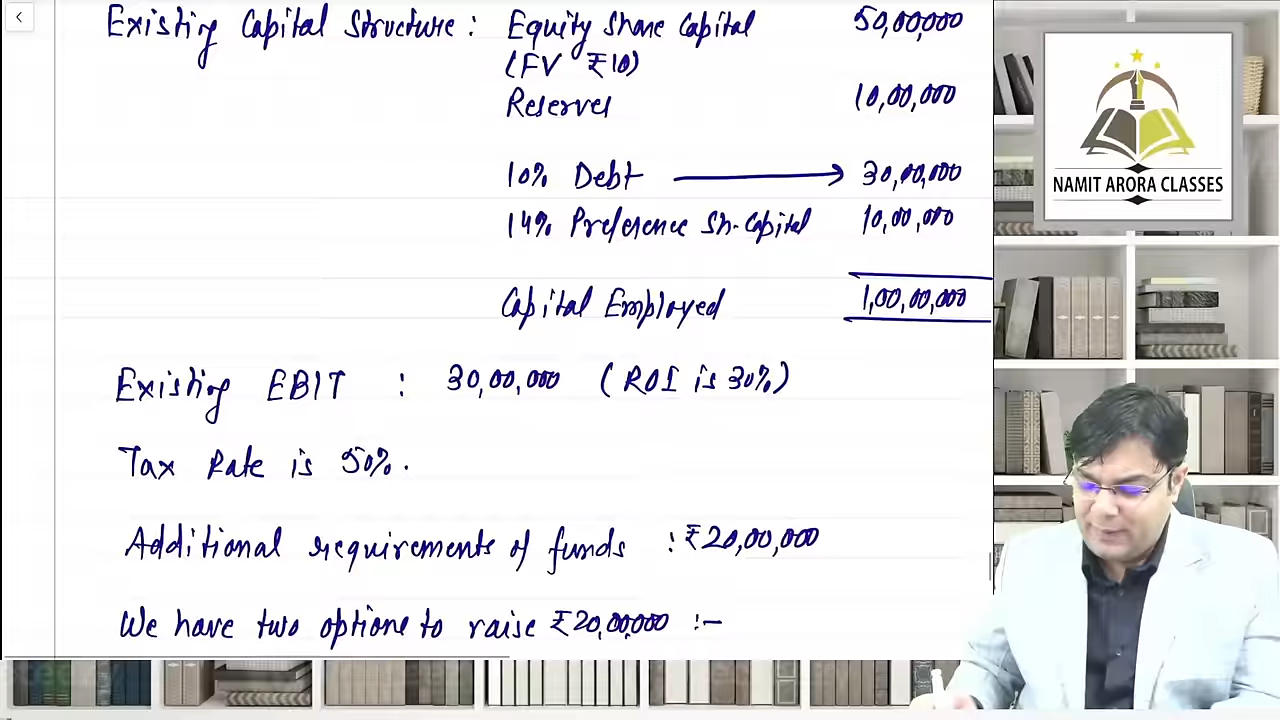 Existing Capital Structure : Equity Share Capital 50,00,000
(FV ₹10)
Reserves 10,00,000
10% Debt → 30,00,000
14% Preference Sh. Capital 10,00,000
Capital Employed 1,00,00,000
Existing EBIT : 30,00,000 (ROI is 30%)
Tax Rate is 50%.
Additional requirements of funds : ₹20,00,000
We have two options to raise ₹20,00,000 :-
NAMIT ARORA CLASSES